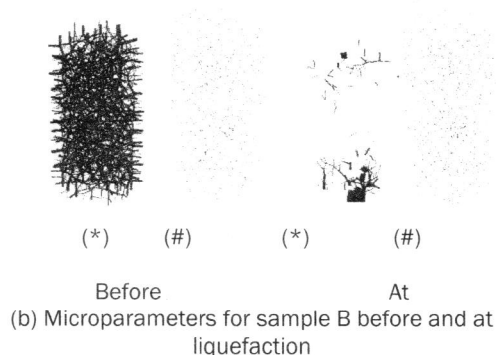 (*) (#) (*) (#)
Before At
(b) Microparameters for sample B before and at
liquefaction